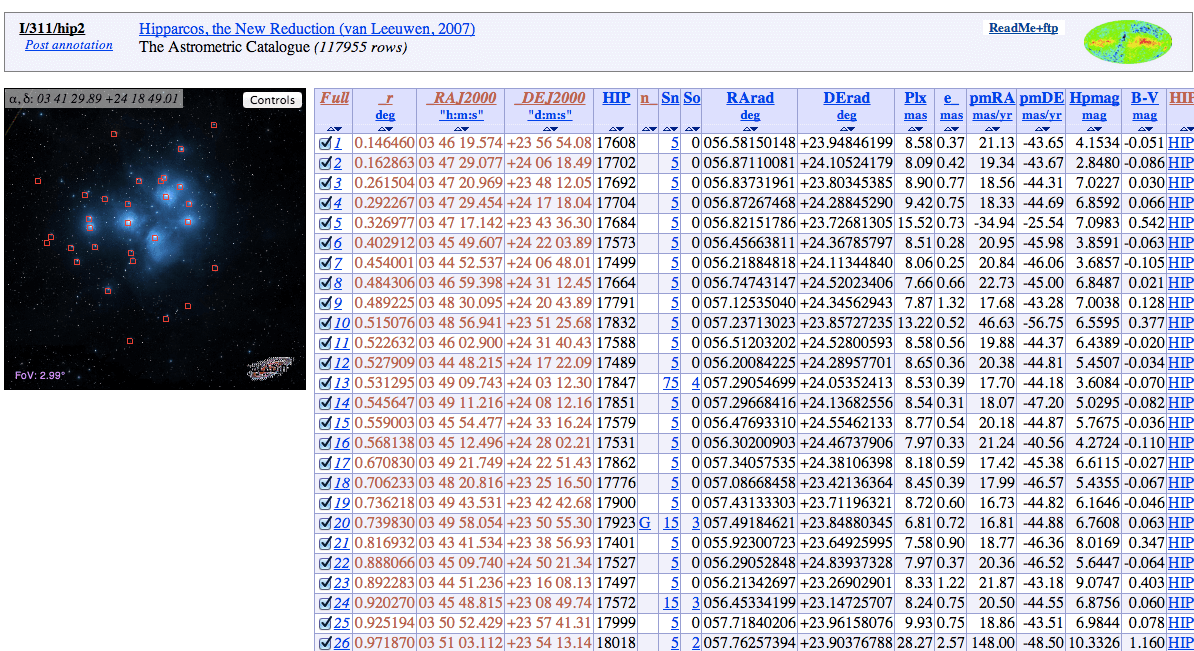 I/311/hip2 Hipparcos, the New Reduction (van Leeuwen, 2007) ReadMe+ftp
Post annotation The Astrometric Catalogue (117955 rows)
α,δ: 03 41 29.89 +24 18 49.01 Controls
FoV: 2.99°
Full _r _RAJ2000 _DEJ2000 HIP n_ Sn So RArad DErad Plx e_ pmRA pmDE Hpmag B-V HIP
deg "h:m:s" "d:m:s" deg deg mas mas mas/yr mas/yr mag mag
1 0.146460 03 46 19.574 +23 56 54.08 17608 5 0 056.58150148 +23.94846199 8.58 0.37 21.13 -43.65 4.1534 -0.051 HIP
2 0.162863 03 47 29.077 +24 06 18.49 17702 5 0 056.87110081 +24.10524179 8.09 0.42 19.34 -43.67 2.8480 -0.086 HIP
3 0.261504 03 47 20.969 +23 48 12.05 17692 5 0 056.83731961 +23.80345385 8.90 0.77 18.56 -44.31 7.0227 0.030 HIP
4 0.292267 03 47 29.454 +24 17 18.04 17704 5 0 056.87267468 +24.28845290 9.42 0.75 18.33 -44.69 6.8592 0.066 HIP
5 0.326977 03 47 17.142 +23 43 36.30 17684 5 0 056.82151786 +23.72681305 15.52 0.73 -34.94 -25.54 7.0983 0.542 HIP
6 0.402912 03 45 49.607 +24 22 03.89 17573 5 0 056.45663811 +24.36785797 8.51 0.28 20.95 -45.98 3.8591 -0.063 HIP
7 0.454001 03 44 52.537 +24 06 48.01 17499 5 0 056.21884818 +24.11344840 8.06 0.25 20.84 -46.06 3.6857 -0.105 HIP
8 0.484306 03 46 59.398 +24 31 12.45 17664 5 0 056.74743147 +24.52023406 7.66 0.66 22.73 -45.00 6.8487 0.021 HIP
9 0.489225 03 48 30.095 +24 20 43.89 17791 5 0 057.12535040 +24.34562943 7.87 1.32 17.68 -43.28 7.0038 0.128 HIP
10 0.515076 03 48 56.941 +23 51 25.68 17832 5 0 057.23713023 +23.85727235 13.22 0.52 46.63 -56.75 6.5595 0.377 HIP
11 0.522632 03 46 02.900 +24 31 40.43 17588 5 0 056.51203202 +24.52800593 8.58 0.56 19.88 -44.37 6.4389 -0.020 HIP
12 0.527909 03 44 48.215 +24 17 22.09 17489 5 0 056.20084225 +24.28957701 8.65 0.36 20.38 -44.81 5.4507 -0.034 HIP
13 0.531295 03 49 09.743 +24 03 12.30 17847 75 4 057.29054699 +24.05352413 8.53 0.39 17.70 -44.18 3.6084 -0.070 HIP
14 0.545647 03 49 11.216 +24 08 12.16 17851 5 0 057.29668416 +24.13682556 8.54 0.31 18.07 -47.20 5.0295 -0.082 HIP
15 0.559003 03 45 54.477 +24 33 16.24 17579 5 0 056.47693310 +24.55462133 8.77 0.54 20.18 -44.87 5.7675 -0.036 HIP
16 0.568138 03 45 12.496 +24 28 02.21 17531 5 0 056.30200903 +24.46737906 7.97 0.33 21.24 -40.56 4.2724 -0.110 HIP
17 0.670830 03 49 21.749 +24 22 51.43 17862 5 0 057.34057535 +24.38106398 8.18 0.59 17.42 -45.38 6.6115 -0.027 HIP
18 0.706233 03 48 20.816 +23 25 16.50 17776 5 0 057.08668458 +23.42136364 8.45 0.39 17.99 -46.57 5.4355 -0.067 HIP
19 0.736218 03 49 43.531 +23 42 42.68 17900 5 0 057.43133303 +23.71196321 8.72 0.60 16.73 -44.82 6.1646 -0.046 HIP
20 0.739830 03 49 58.054 +23 50 55.30 17923 G 15 3 057.49184621 +23.84880345 6.81 0.72 16.81 -44.88 6.7608 0.063 HIP
21 0.816932 03 43 41.534 +23 38 56.93 17401 5 0 055.92300723 +23.64925995 7.58 0.90 18.77 -46.36 8.0169 0.347 HIP
22 0.888066 03 45 09.740 +24 50 21.34 17527 5 0 056.29052848 +24.83937328 7.97 0.37 20.36 -46.52 5.6447 -0.064 HIP
23 0.892283 03 44 51.236 +23 16 08.13 17497 5 0 056.21342697 +23.26902901 8.33 1.22 21.87 -43.18 9.0747 0.403 HIP
24 0.920270 03 45 48.815 +23 08 49.74 17572 15 3 056.45334199 +23.14725707 8.24 0.75 20.50 -44.55 6.8756 0.060 HIP
25 0.925194 03 50 52.429 +23 57 41.31 17999 5 0 057.71840206 +23.96158076 9.93 0.75 18.86 -43.51 6.9844 0.078 HIP
26 0.971870 03 51 03.112 +23 54 13.14 18018 5 2 057.76257394 +23.90376788 28.27 2.57 148.00 -48.50 10.3326 1.160 HIP